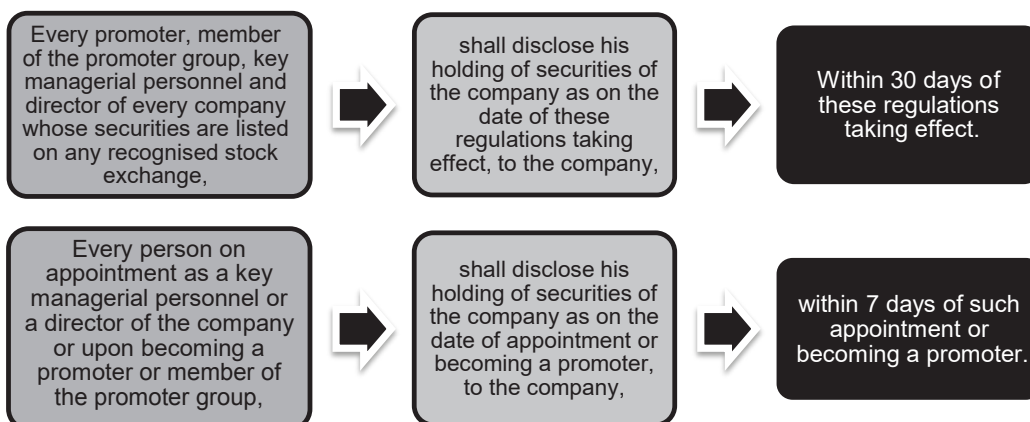 Every promoter, member
of the promoter group, key
managerial personnel and
director of every company
whose securities are listed
on any recognised stock
exchange,
shall disclose his
holding of securities of
the company as on the
date of these
regulations taking
effect, to the company,
Within 30 days of
these regulations
taking effect.
Every person on
appointment as a key
managerial personnel or
a director of the company
or upon becoming a
promoter or member of
the promoter group,
shall disclose his
holding of securities of
the company as on the
date of appointment or
becoming a promoter,
to the company,
within 7 days of such
appointment or
becoming a promoter.